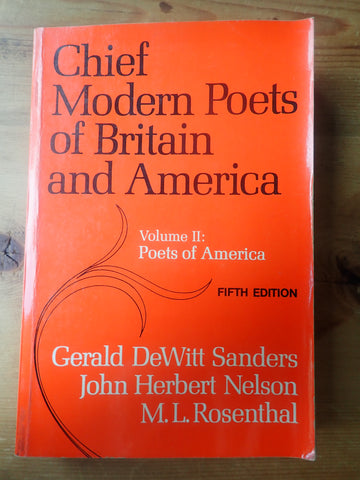 Chief
Modern Poets
of Britain
and America
Volume II:
Poets of America
FIFTH EDITION
Gerald DeWitt Sanders
John Herbert Nelson
M. L. Rosenthal